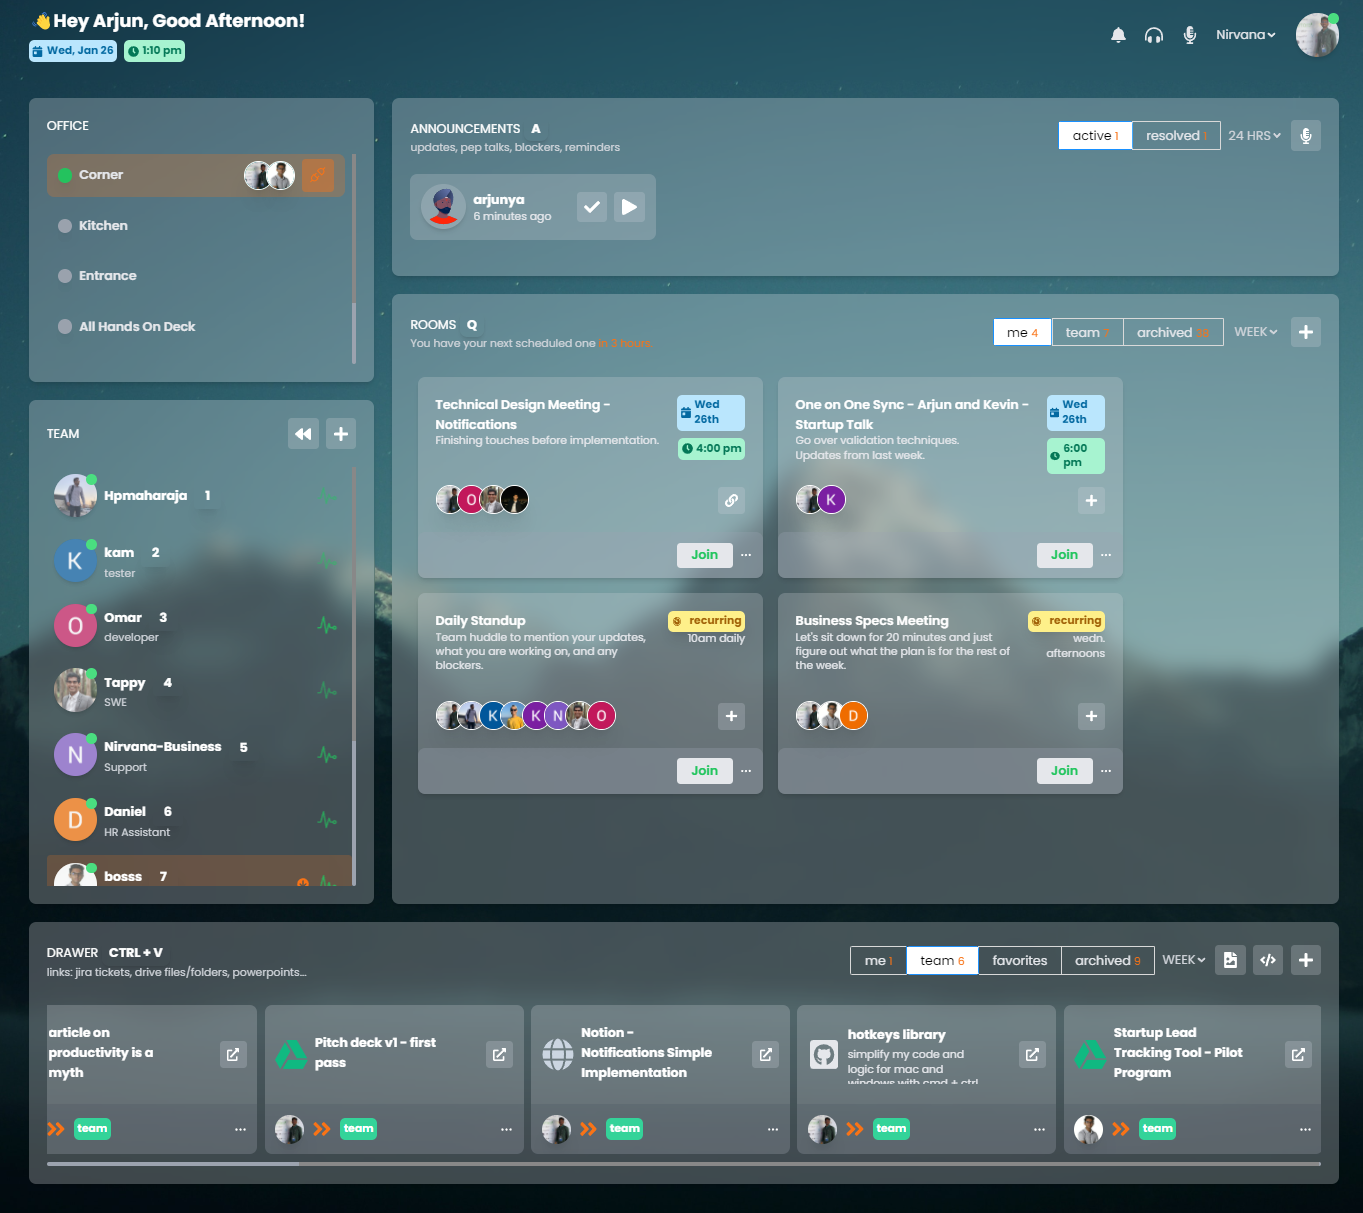 👋Hey Arjun, Good Afternoon!
Wed, Jan 26
1:10 pm
Nirvana
OFFICE
Corner
Kitchen
Entrance
All Hands On Deck
ANNOUNCEMENTS A
updates, pep talks, blockers, reminders
active 1
resolved 1
24 HRS
arjunya
6 minutes ago
ROOMS Q
You have your next scheduled one in 3 hours.
me 4
team
archived
WEEK
Technical Design Meeting -
Notifications
Finishing touches before implementation.
Wed
26th
4:00 pm
Join
One on One Sync - Arjun and Kevin -
Startup Talk
Go over validation techniques.
Updates from last week.
Wed
26th
6:00
pm
Join
Daily Standup
Team huddle to mention your updates,
what you are working on, and any
blockers.
recurring
10am daily
Join
Business Specs Meeting
Let's sit down for 20 minutes and just
figure out what the plan is for the rest of
the week.
recurring
wedn.
afternoons
Join
O
K
K
K
N
O
D
TEAM
Hpmaharaja 1
K
kam 2
tester
O
Omar 3
developer
Tappy 4
SWE
N
Nirvana-Business 5
Support
D
Daniel 6
HR Assistant
bosss 7
DRAWER CTRL + V
links: jira tickets, drive files/folders, powerpoints...
me 1
team 6
favorites
archived 9
WEEK
article on
productivity is a
myth
team
Pitch deck v1 - first
pass
team
Notion -
Notifications Simple
Implementation
team
hotkeys library
simplify my code and
logic for mac and
windows with cmd + ctrl
team
Startup Lead
Tracking Tool - Pilot
Program
team